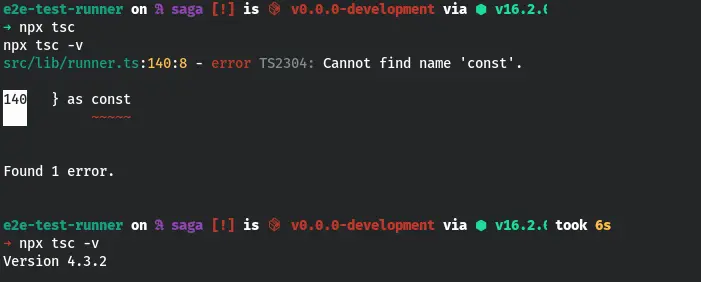 e2e-test-runner on 𝕬 saga [!] is 📦 v0.0.0-development via ⬢ v16.2.0
➜ npx tsc
npx tsc -v
src/lib/runner.ts:140:8 - error TS2304: Cannot find name 'const'.
140 } as const
~~~~~
Found 1 error.
e2e-test-runner on 𝕬 saga [!] is 📦 v0.0.0-development via ⬢ v16.2.0 took 6s
➜ npx tsc -v
Version 4.3.2